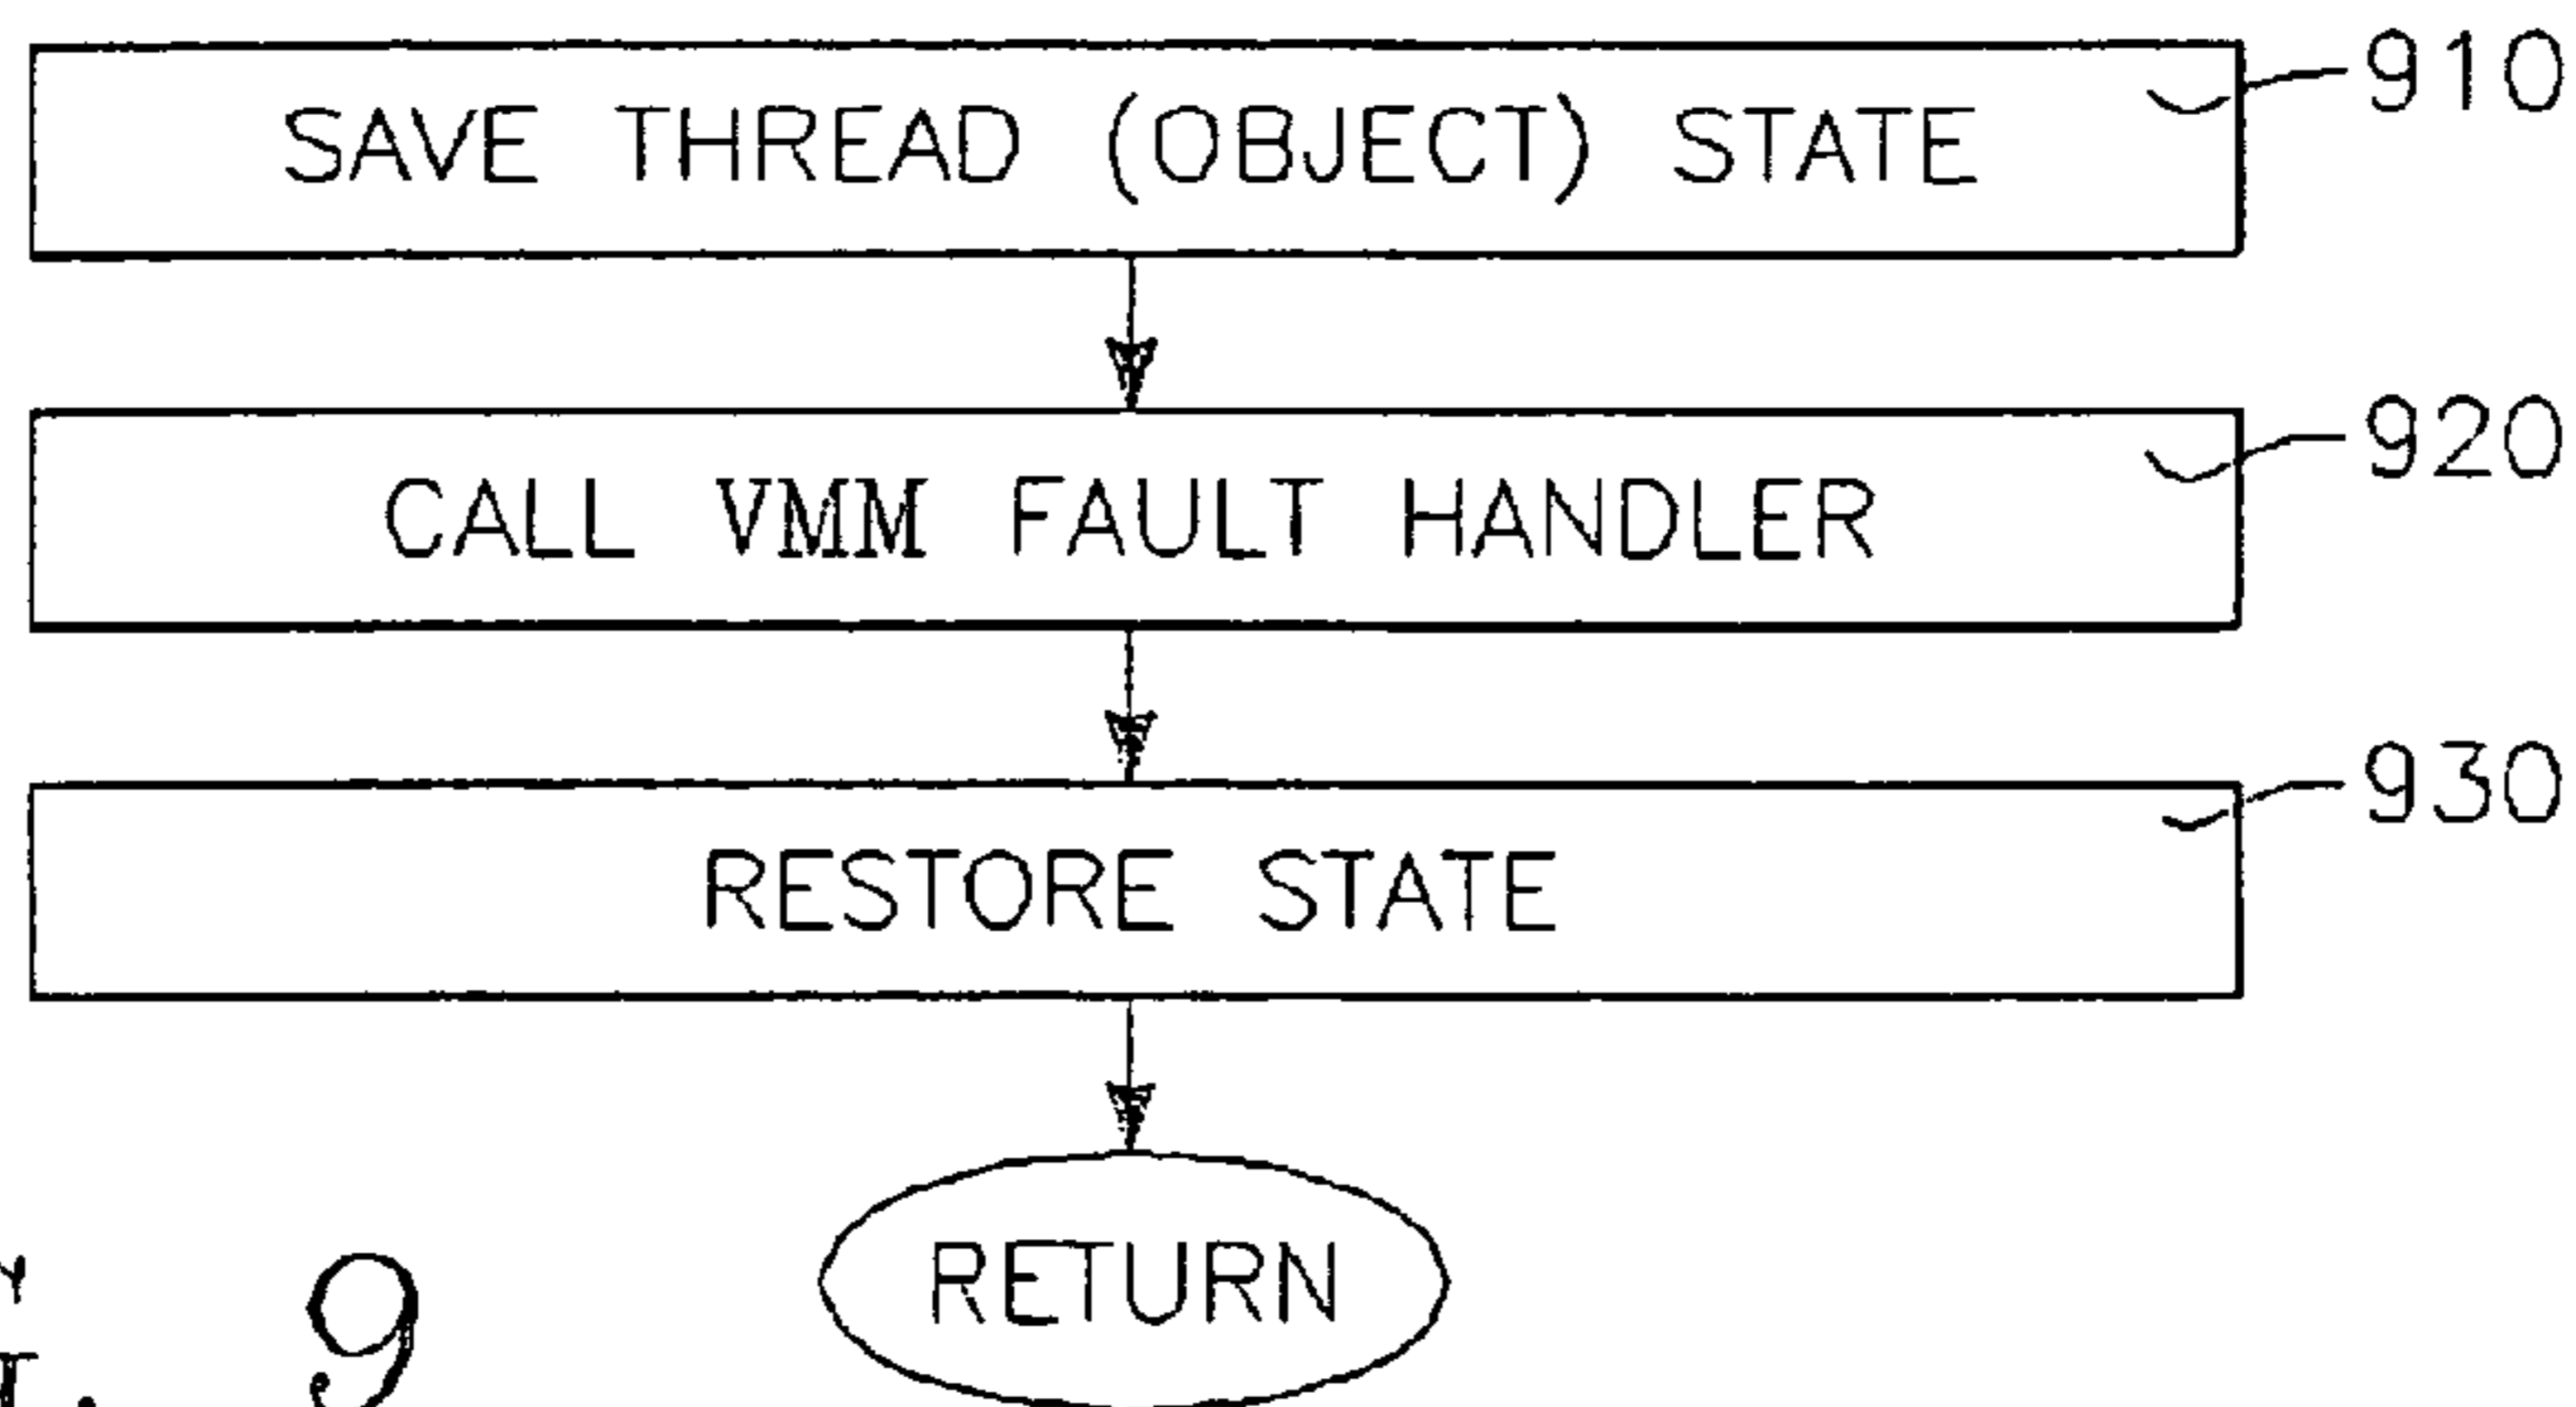 SAVE THREAD (OBJECT) STATE
910
CALL VMM FAULT HANDLER
920
RESTORE STATE
930
RETURN
9